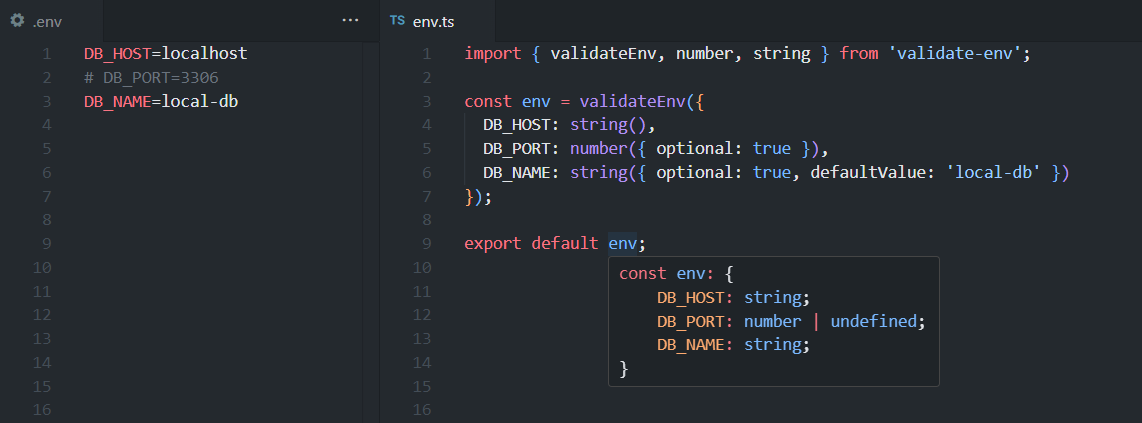 .env
...
1 DB_HOST=localhost
2 # DB_PORT=3306
3 DB_NAME=local-db
4
5
6
7
8
9
10
11
12
13
14
15
16
TS env.ts
1 import { validateEnv, number, string } from 'validate-env';
2
3 const env = validateEnv({
4 DB_HOST: string(),
5 DB_PORT: number({ optional: true }),
6 DB_NAME: string({ optional: true, defaultValue: 'local-db' })
7 });
8
9 export default env;
10
11
12
13
14
15
16
const env: {
DB_HOST: string;
DB_PORT: number | undefined;
DB_NAME: string;
}